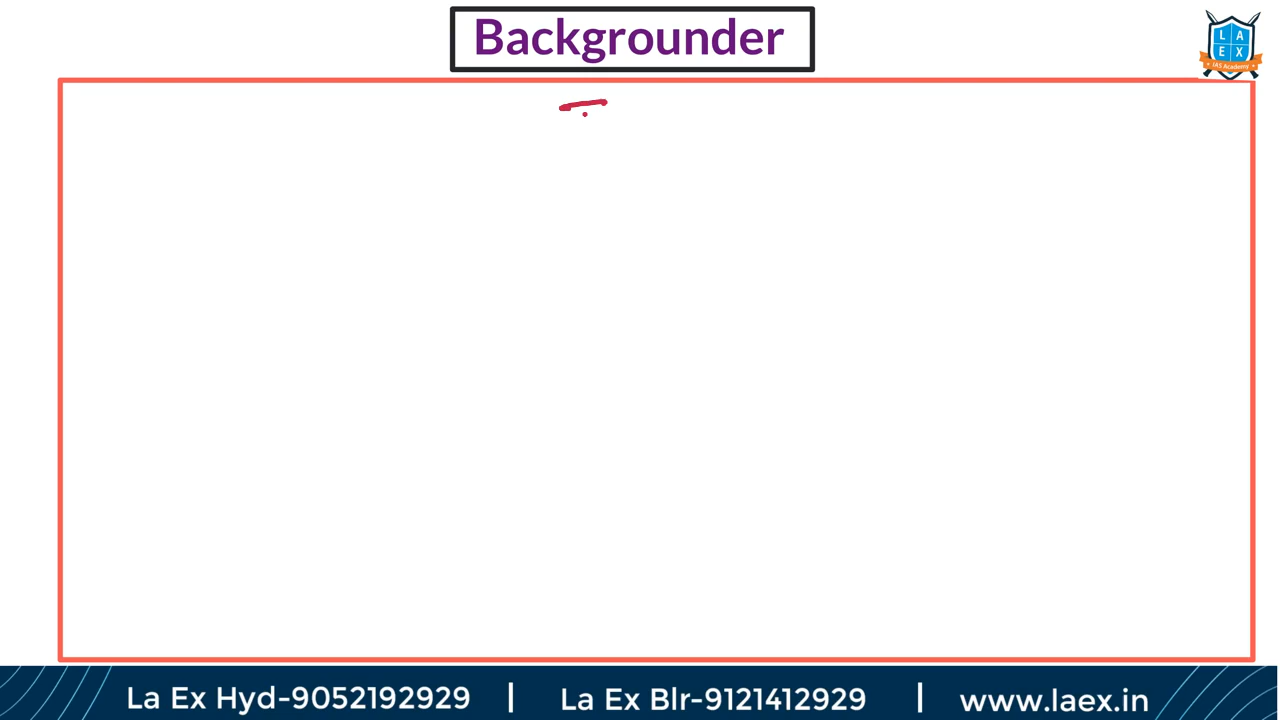 Backgrounder
L A
E X
IAS Academy
La Ex Hyd-9052192929 | La Ex Blr-9121412929 | www.laex.in